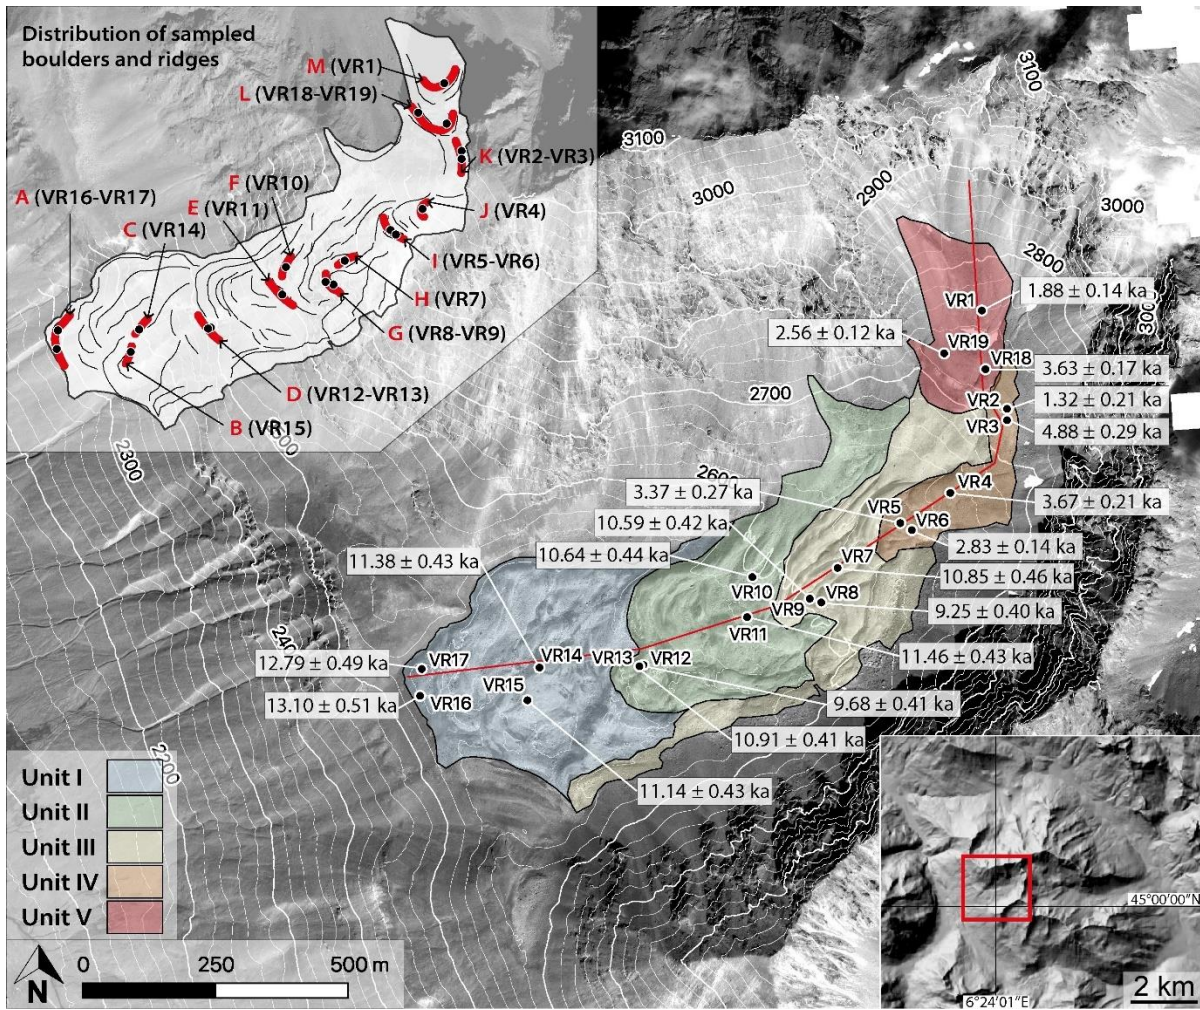 Distribution of sampled
boulders and ridges
M (VR1)
L (VR18-VR19)
K (VR2-VR3)
A (VR16-VR17)
F (VR10)
E (VR11)
C (VR14)
J (VR4)
I (VR5-VR6)
H (VR7)
G (VR8-VR9)
D (VR12-VR13)
B (VR15)
3100
3100
3000
2900
3000
2800
3000
2700
2300
2400
2200
VR1
1.88 ± 0.14 ka
2.56 ± 0.12 ka
VR19
VR18
3.63 ± 0.17 ka
VR2
1.32 ± 0.21 ka
VR3
4.88 ± 0.29 ka
3.37 ± 0.27 ka
VR4
3.67 ± 0.21 ka
10.59 ± 0.42 ka
VR5
VR6
2.83 ± 0.14 ka
11.38 ± 0.43 ka
10.64 ± 0.44 ka
VR7
10.85 ± 0.46 ka
VR10
VR9
VR8
9.25 ± 0.40 ka
VR11
11.46 ± 0.43 ka
12.79 ± 0.49 ka
VR17
VR14
VR13
VR12
VR15
9.68 ± 0.41 ka
13.10 ± 0.51 ka
VR16
10.91 ± 0.41 ka
11.14 ± 0.43 ka
Unit I
Unit II
Unit III
Unit IV
Unit V
N
0
250
500 m
45°00′00″N
6°24′01″E
2 km